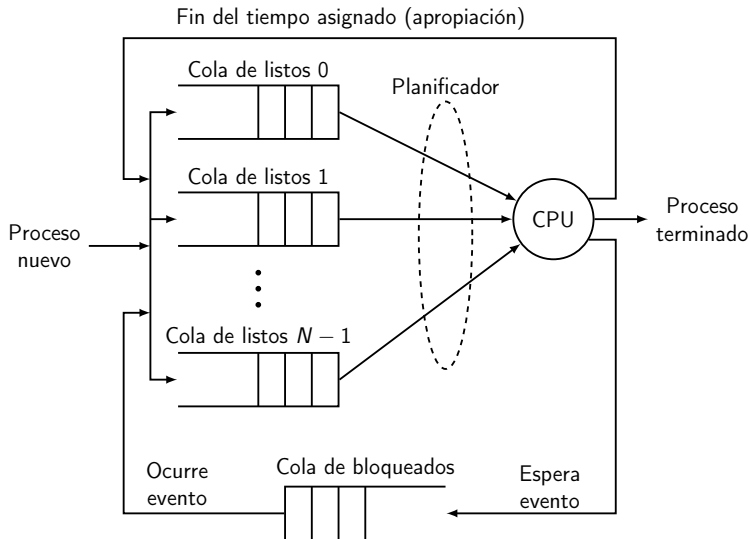 Fin del tiempo asignado (apropiación)
Cola de listos 0
Planificador
Cola de listos 1
CPU
Proceso
terminado
Proceso
nuevo
Cola de listos N − 1
Ocurre
evento
Cola de bloqueados
Espera
evento